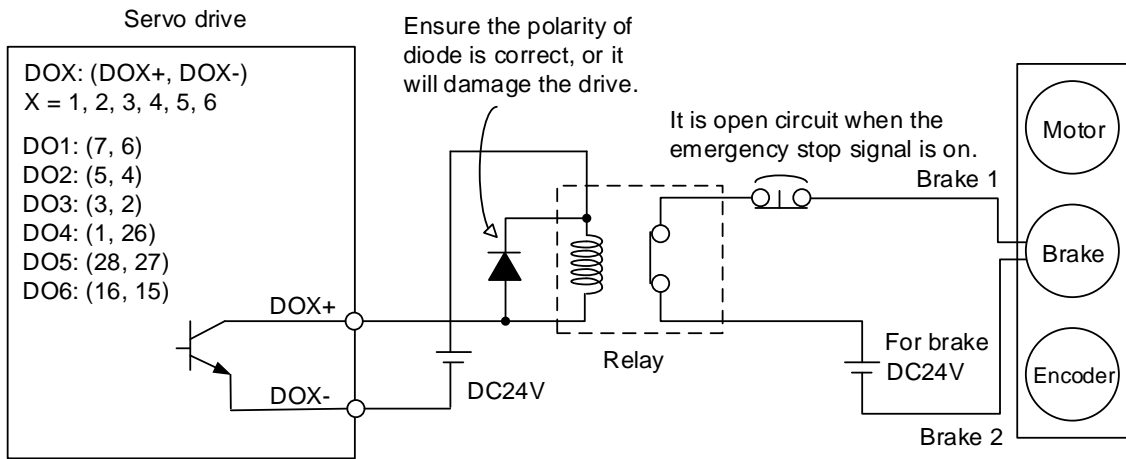 Servo drive
DOX: (DOX+, DOX-)
X = 1, 2, 3, 4, 5, 6
DO1: (7, 6)
DO2: (5, 4)
DO3: (3, 2)
DO4: (1, 26)
DO5: (28, 27)
DO6: (16, 15)
DOX+
DOX-
Ensure the polarity of
diode is correct, or it
will damage the drive.
DC24V
Relay
It is open circuit when the
emergency stop signal is on.
Brake 1
For brake
DC24V
Brake 2
Motor
Brake
Encoder